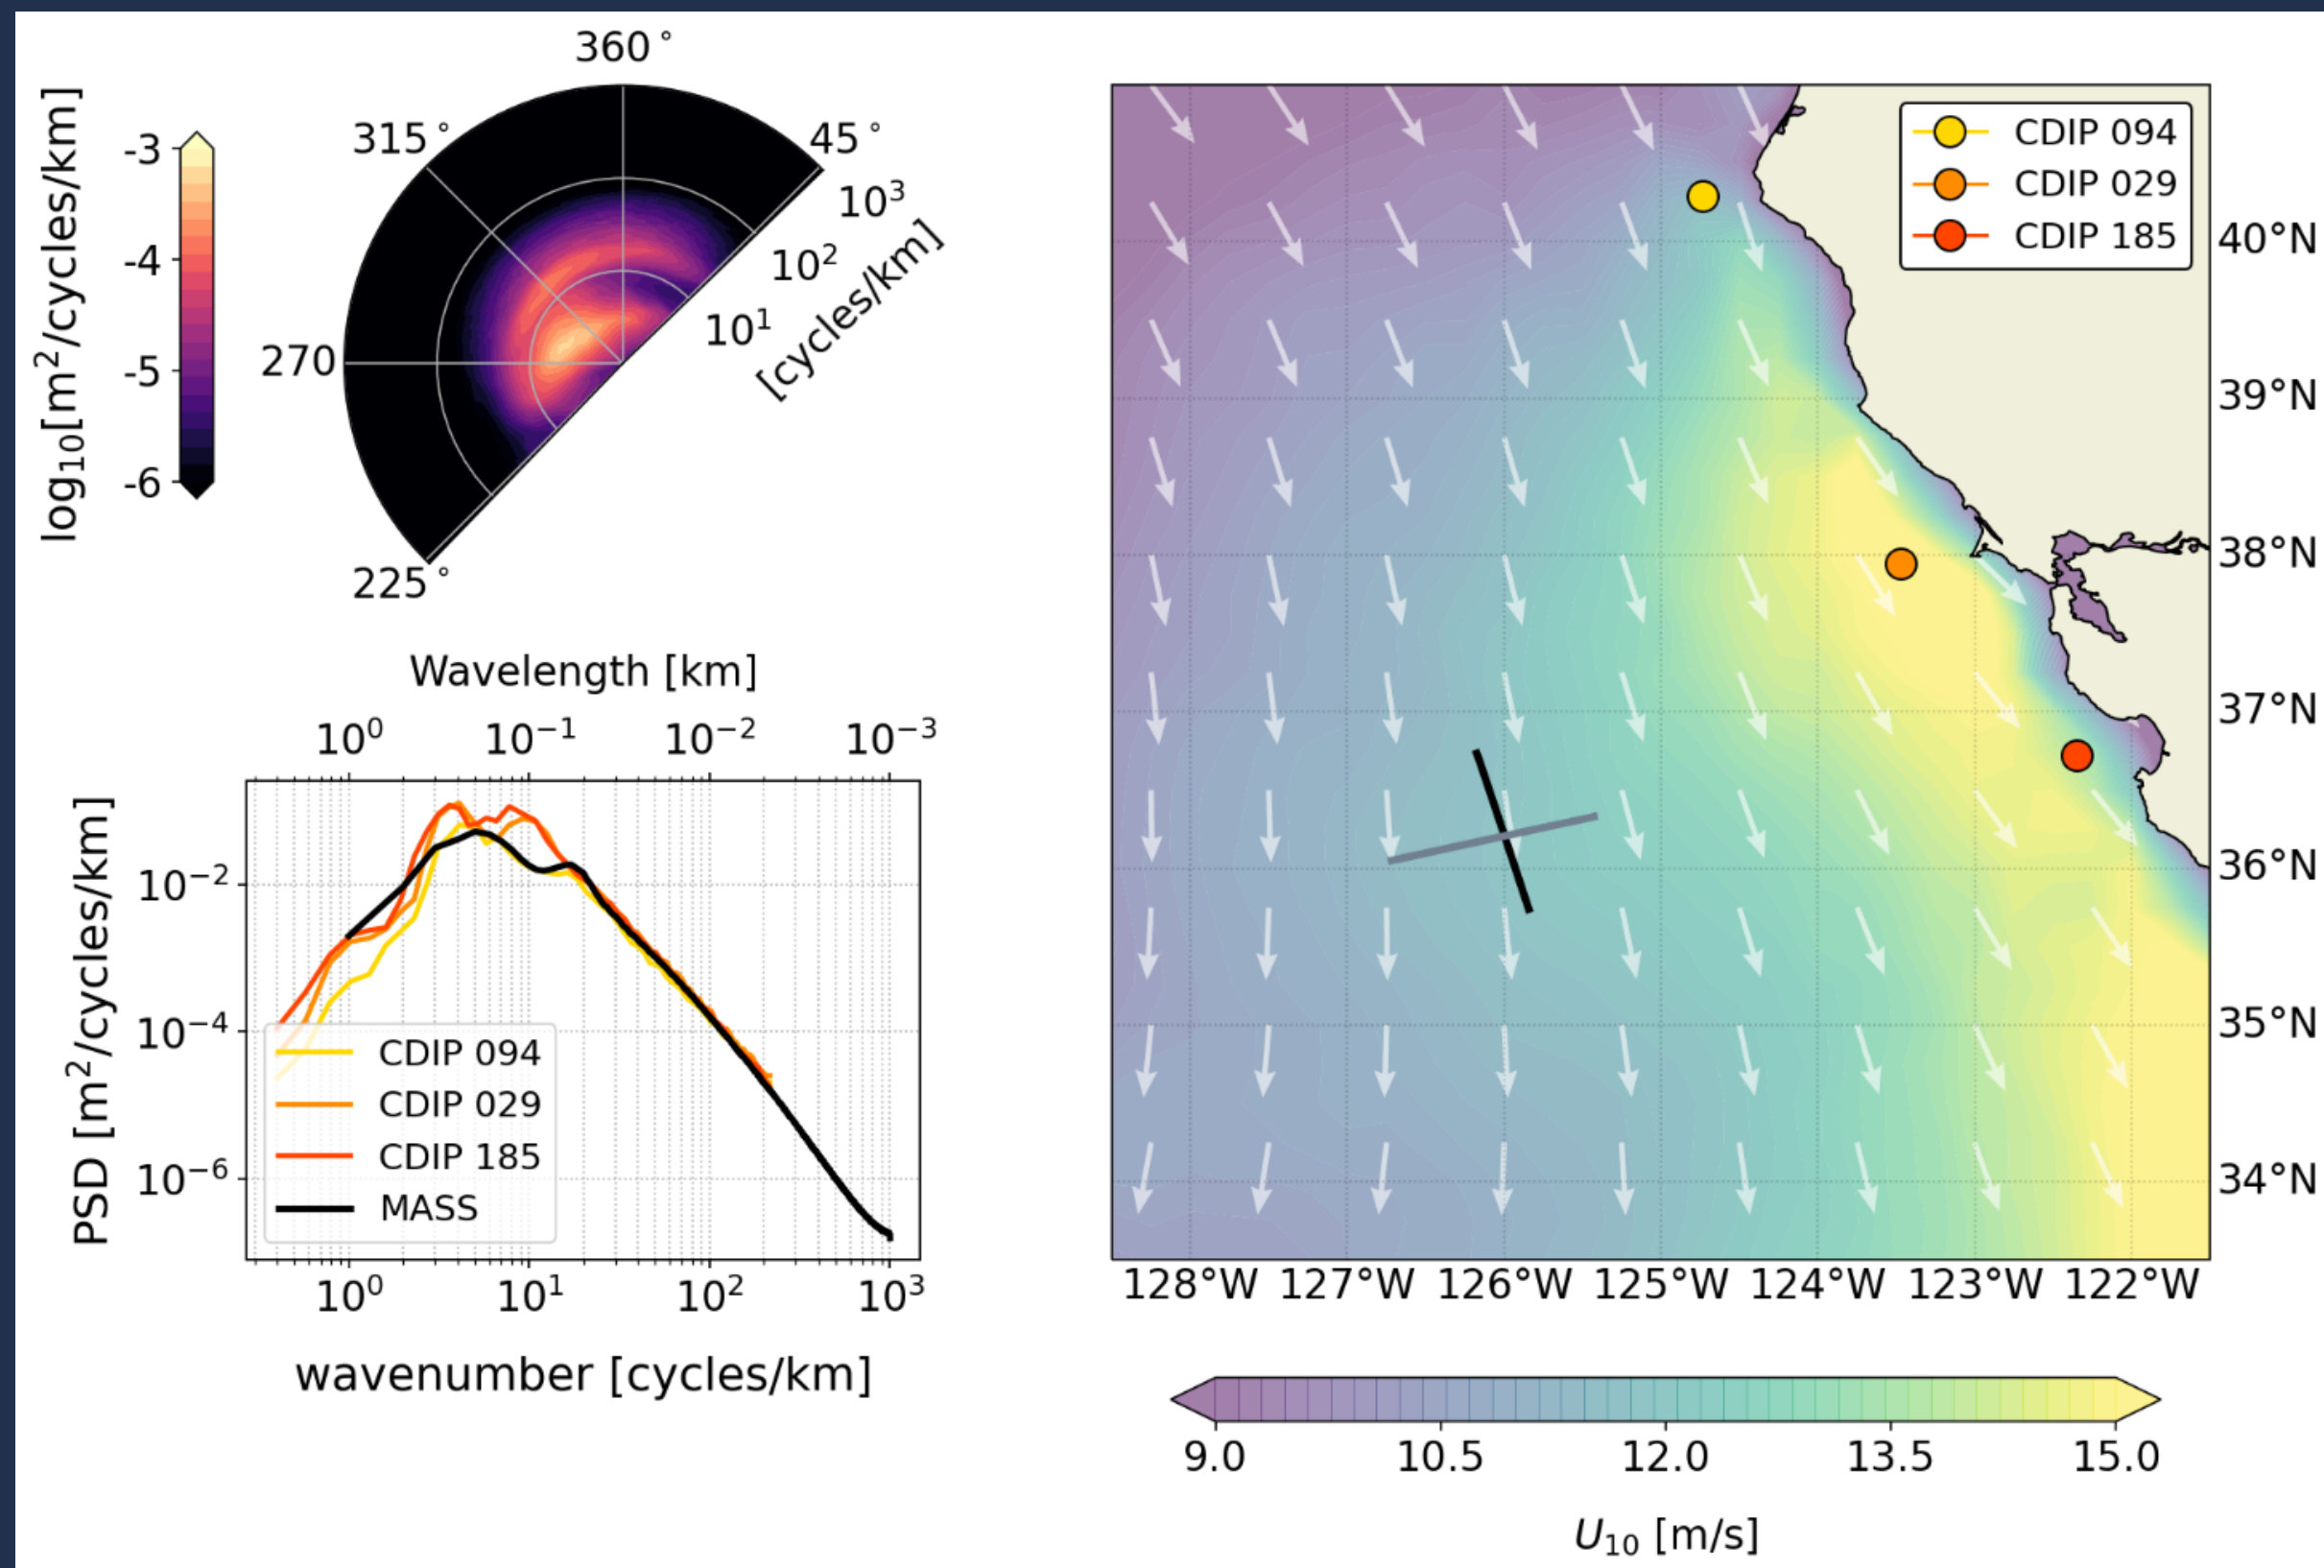 360°
315°
45°
270
225°
10³
10²
10¹
[cycles/km]
log₁₀[m²/cycles/km]
-3
-4
-5
-6
Wavelength [km]
10⁰ 10⁻¹ 10⁻² 10⁻³
PSD [m²/cycles/km]
10⁻²
10⁻⁴
10⁻⁶
CDIP 094
CDIP 029
CDIP 185
MASS
10⁰ 10¹ 10² 10³
wavenumber [cycles/km]
CDIP 094
CDIP 029
CDIP 185
40°N
39°N
38°N
37°N
36°N
35°N
34°N
128°W 127°W 126°W 125°W 124°W 123°W 122°W
9.0 10.5 12.0 13.5 15.0
U₁₀ [m/s]